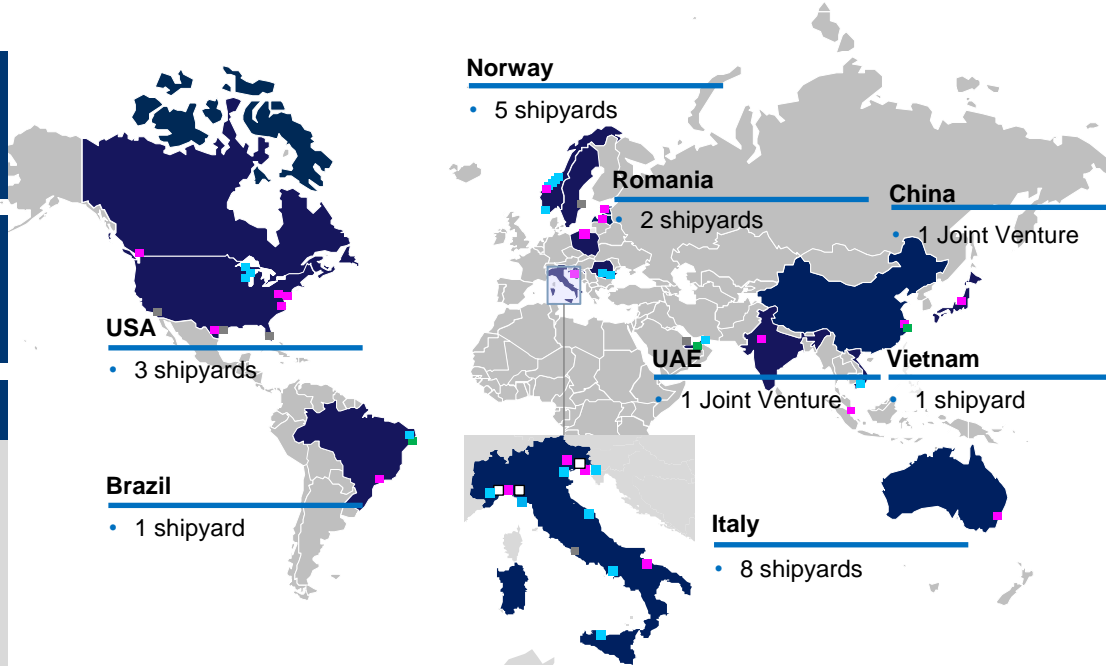 Norway
• 5 shipyards
Romania
• 2 shipyards
China
• 1 Joint Venture
USA
• 3 shipyards
UAE
• 1 Joint Venture
Vietnam
• 1 shipyard
Brazil
• 1 shipyard
Italy
• 8 shipyards